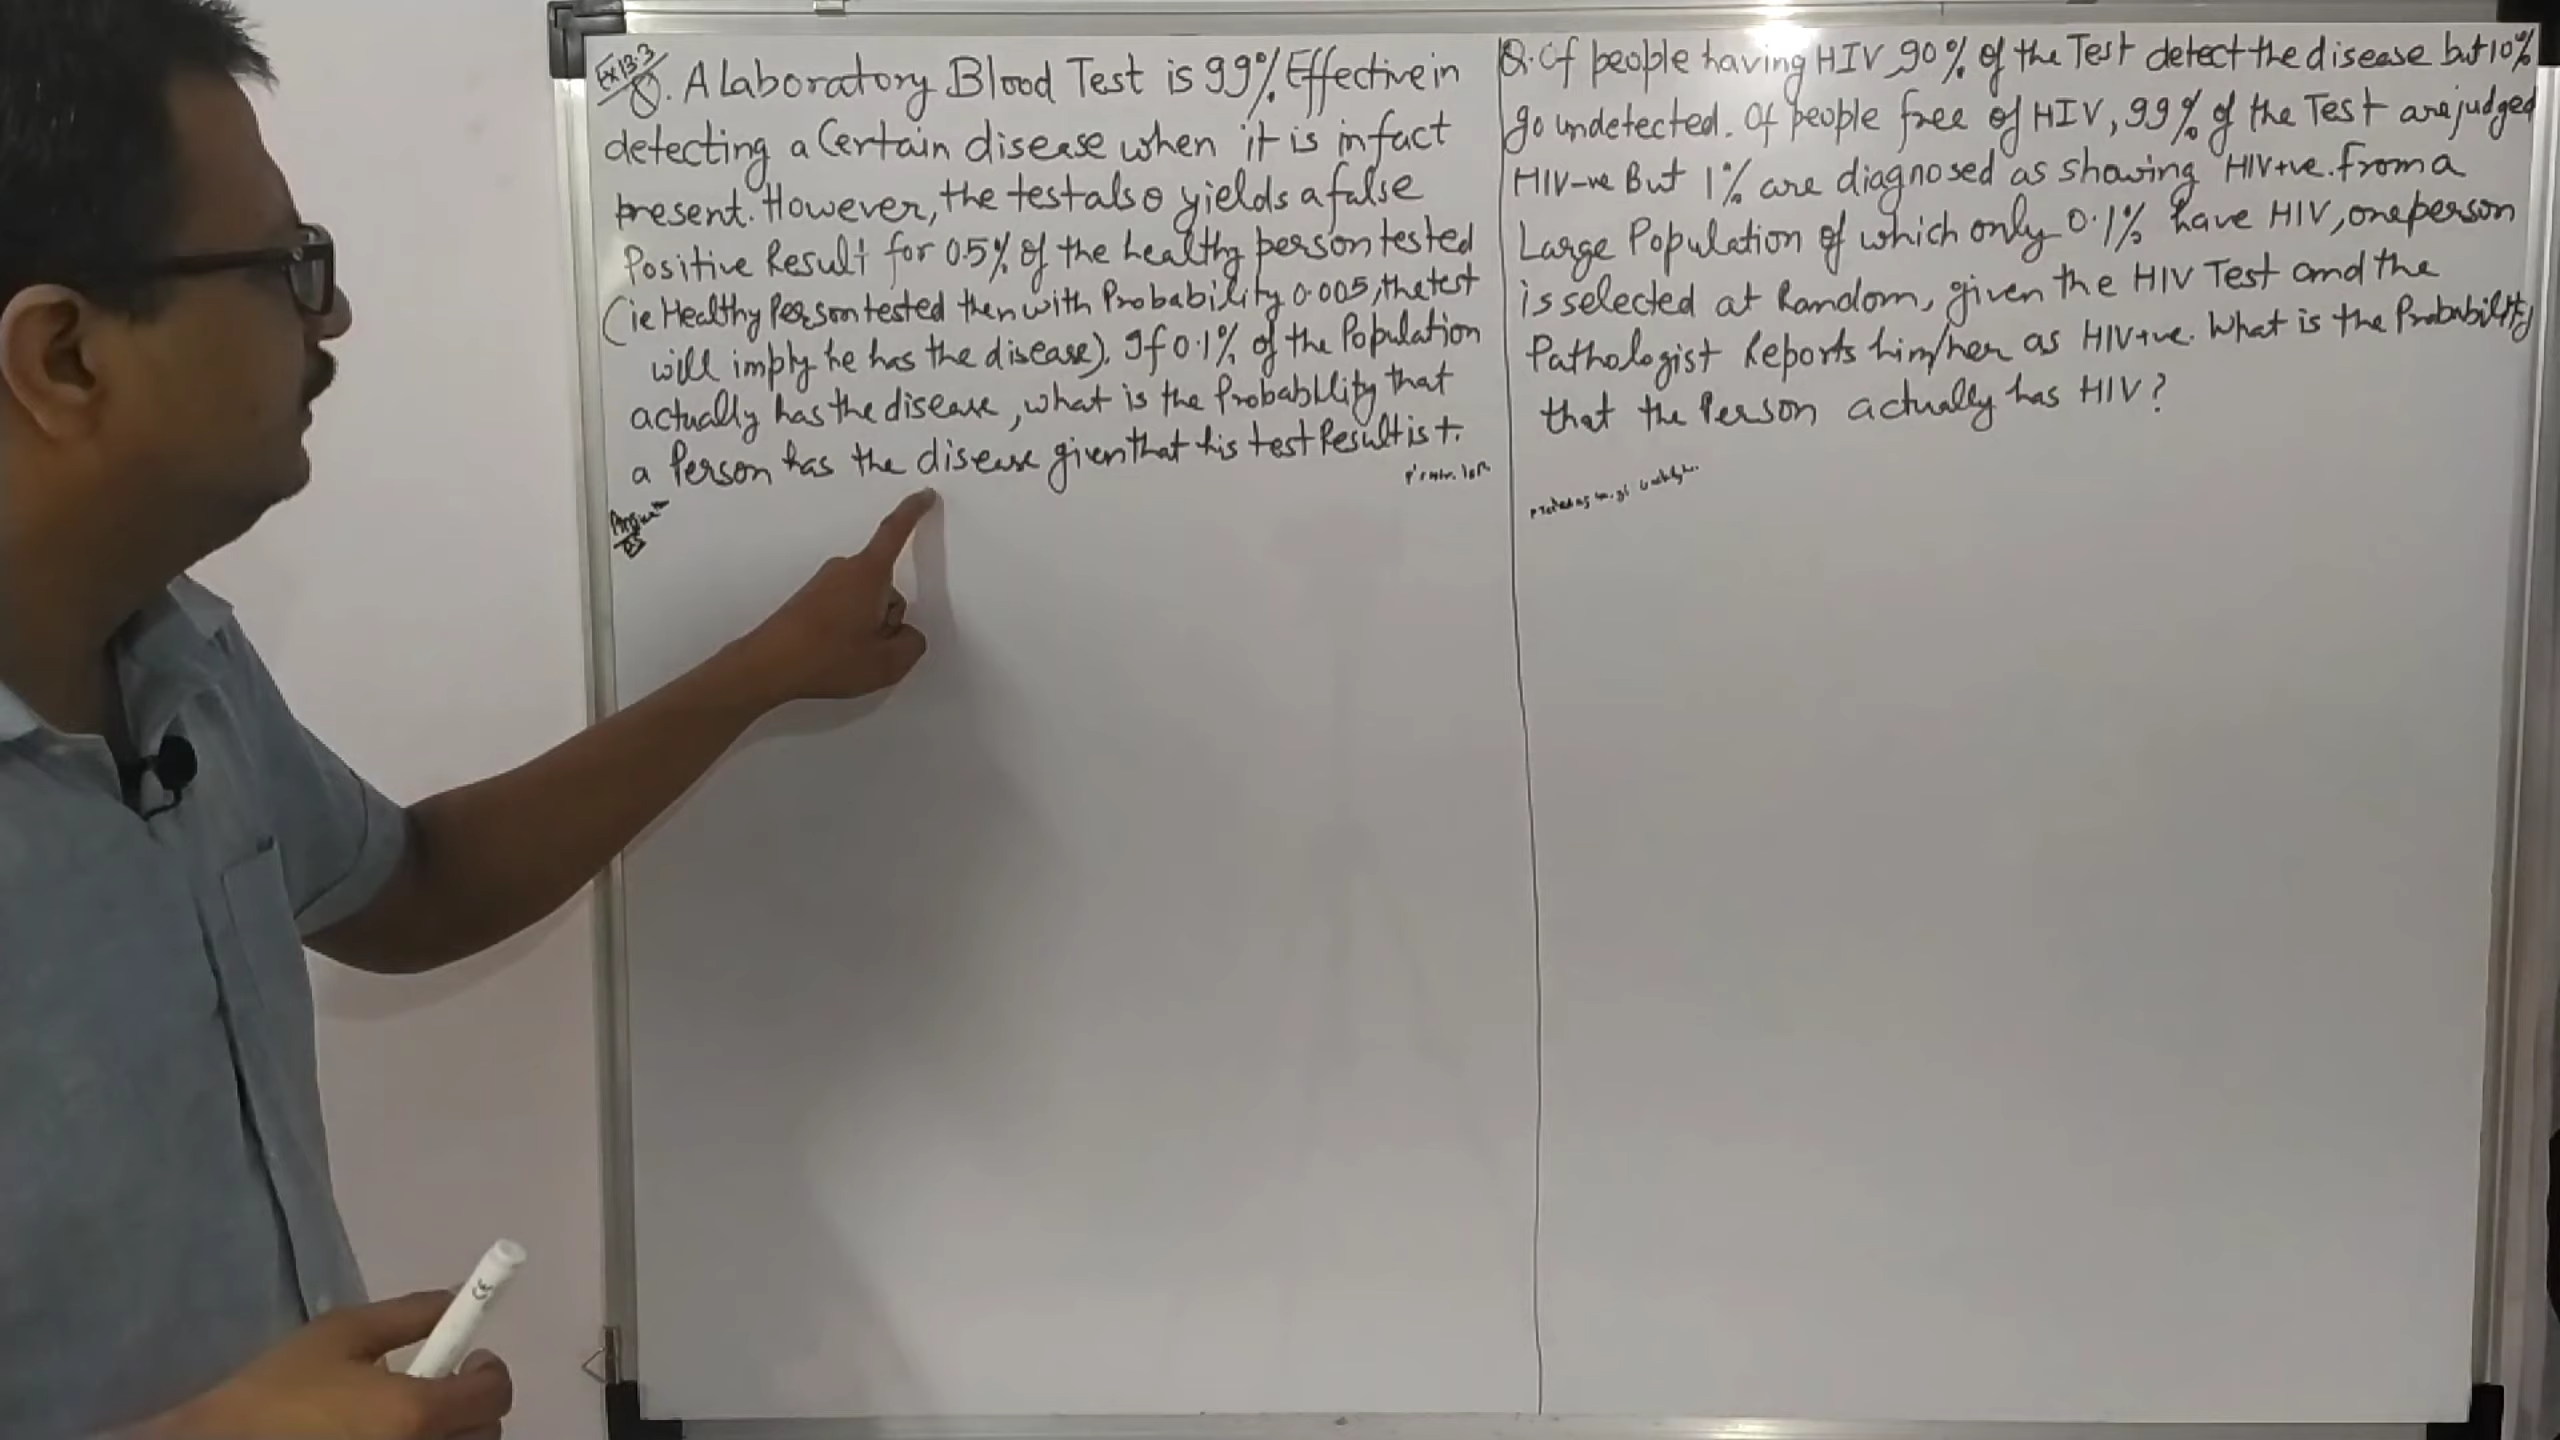 Ex 13.3
Q. A Laboratory Blood Test is 99% Effective in
detecting a Certain disease when it is infact
present. However, the test also yields a false
Positive Result for 0.5% of the healthy person tested
(ie Healthy Person tested then with Probability 0.005, the test
will imply he has the disease). If 0.1% of the Population
actually has the disease, what is the Probability that
a Person has the disease given that his test Result is +.
Q. Of people having HIV, 90% of the Test detect the disease but 10%
go undetected. Of people free of HIV, 99% of the Test are judged
HIV-ve But 1% are diagnosed as showing HIV+ve. From a
Large Population of which only 0.1% have HIV, one person
is selected at Random, given the HIV Test and the
Pathologist Reports him/her as HIV+ve. What is the Probability
that the Person actually has HIV?
CE